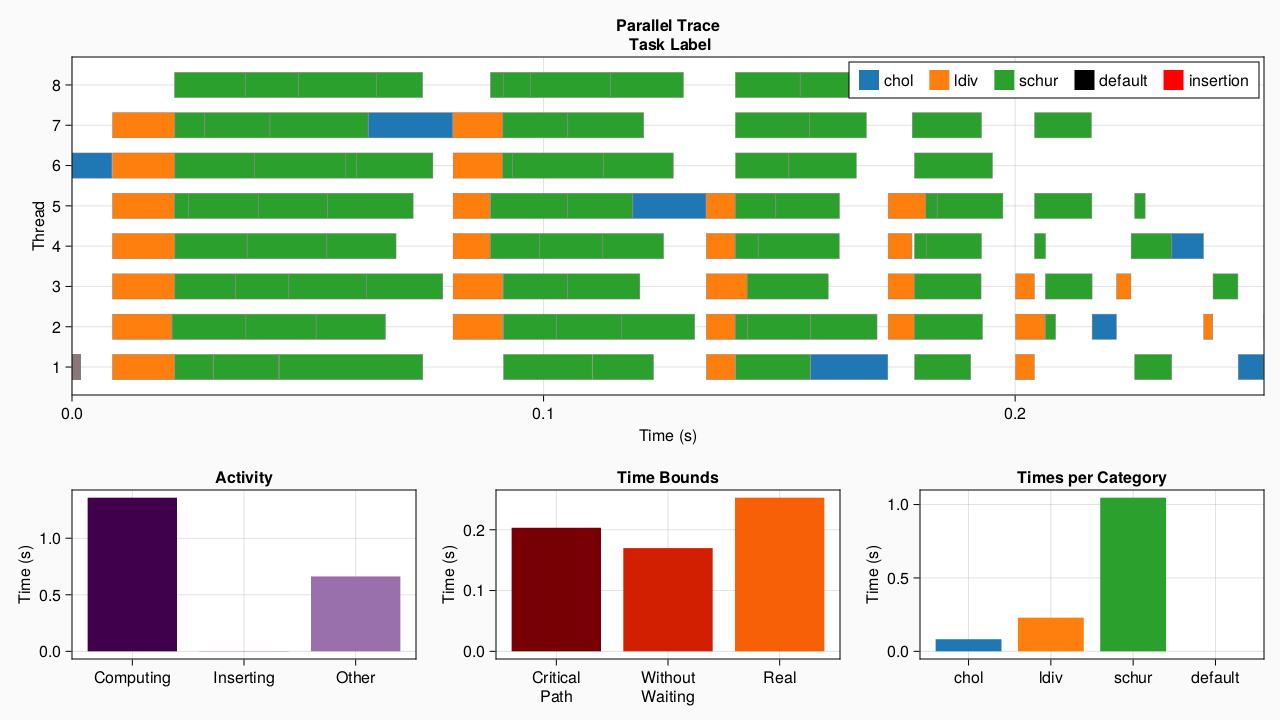 Parallel Trace
Task Label
chol ldiv schur default insertion
Thread
8
7
6
5
4
3
2
1
0.0 0.1 0.2
Time (s)
Activity
Time (s)
1.0
0.5
0.0
Computing Inserting Other
Time Bounds
Time (s)
0.2
0.1
0.0
Critical Path Without Waiting Real
Times per Category
Time (s)
1.0
0.5
0.0
chol ldiv schur default